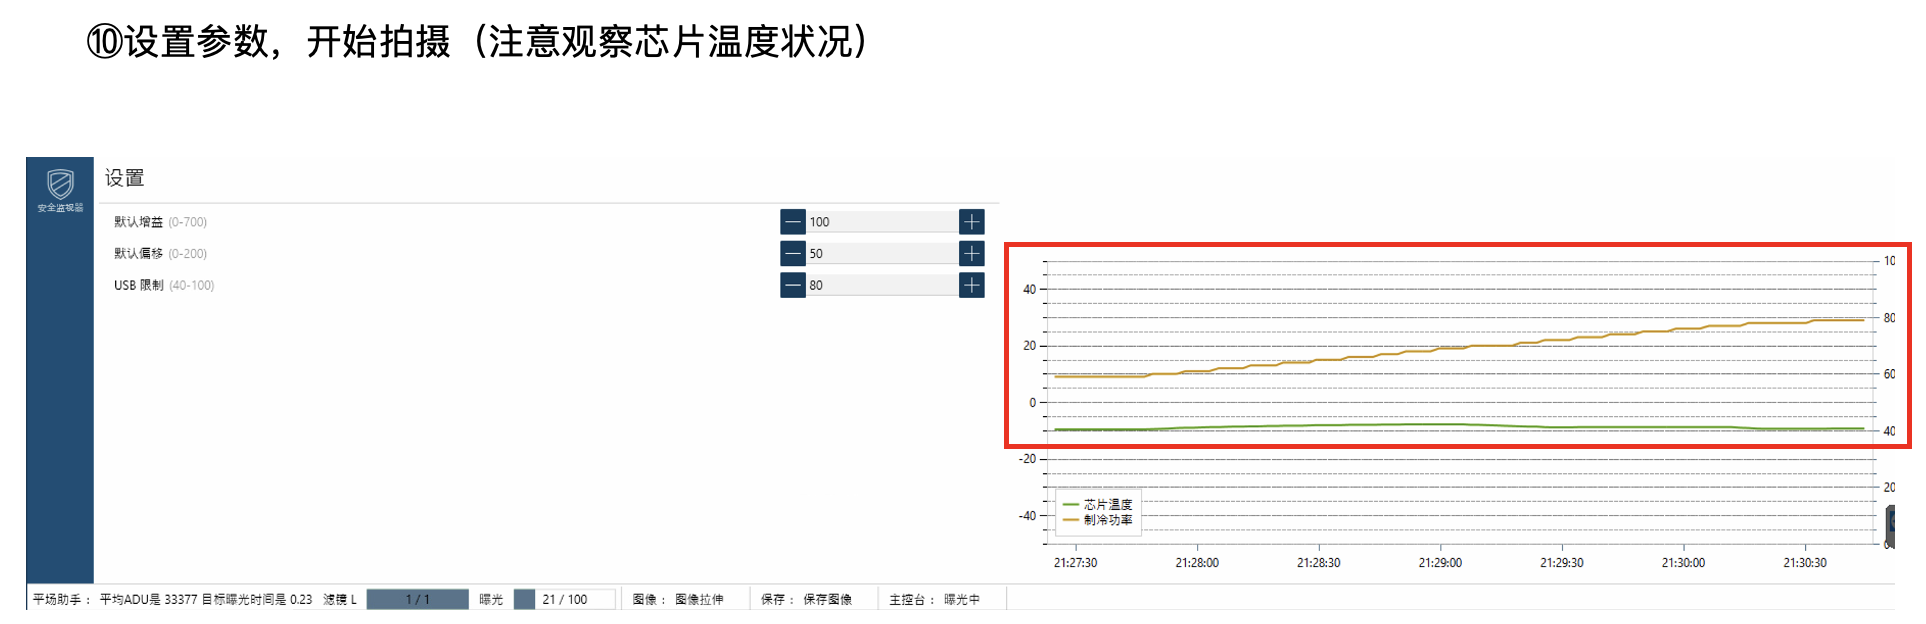 ⑩设置参数，开始拍摄（注意观察芯片温度状况）
安全监视器
设置
默认增益 (0-700)
100
默认偏移 (0-200)
50
USB 限制 (40-100)
80
40
20
0
-20
-40
10
80
60
40
20
0
芯片温度
制冷功率
21:27:30 21:28:00 21:28:30 21:29:00 21:29:30 21:30:00 21:30:30
平场助手： 平均ADU是 33377 目标曝光时间是 0.23 滤镜 L 1 / 1 曝光 21 / 100 图像： 图像拉伸 保存： 保存图像 主控台： 曝光中